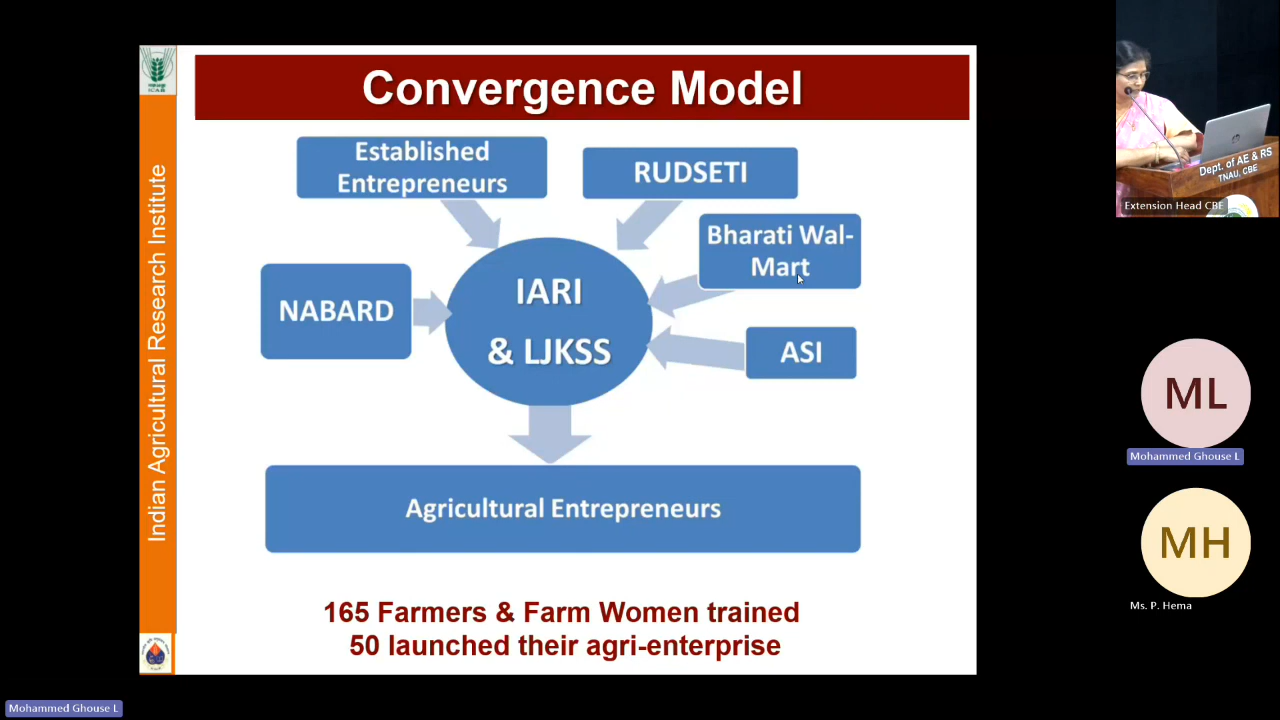 Convergence Model
Indian Agricultural Research Institute
ICAR
Established
Entrepreneurs
RUDSETI
Bharati Wal-
Mart
NABARD
IARI
& LJKSS
ASI
Agricultural Entrepreneurs
165 Farmers & Farm Women trained
50 launched their agri-enterprise
Dept. of AE & RS
TNAU, CBE
Extension Head CBE
ML
Mohammed Ghouse L
MH
Ms. P. Hema
Mohammed Ghouse L